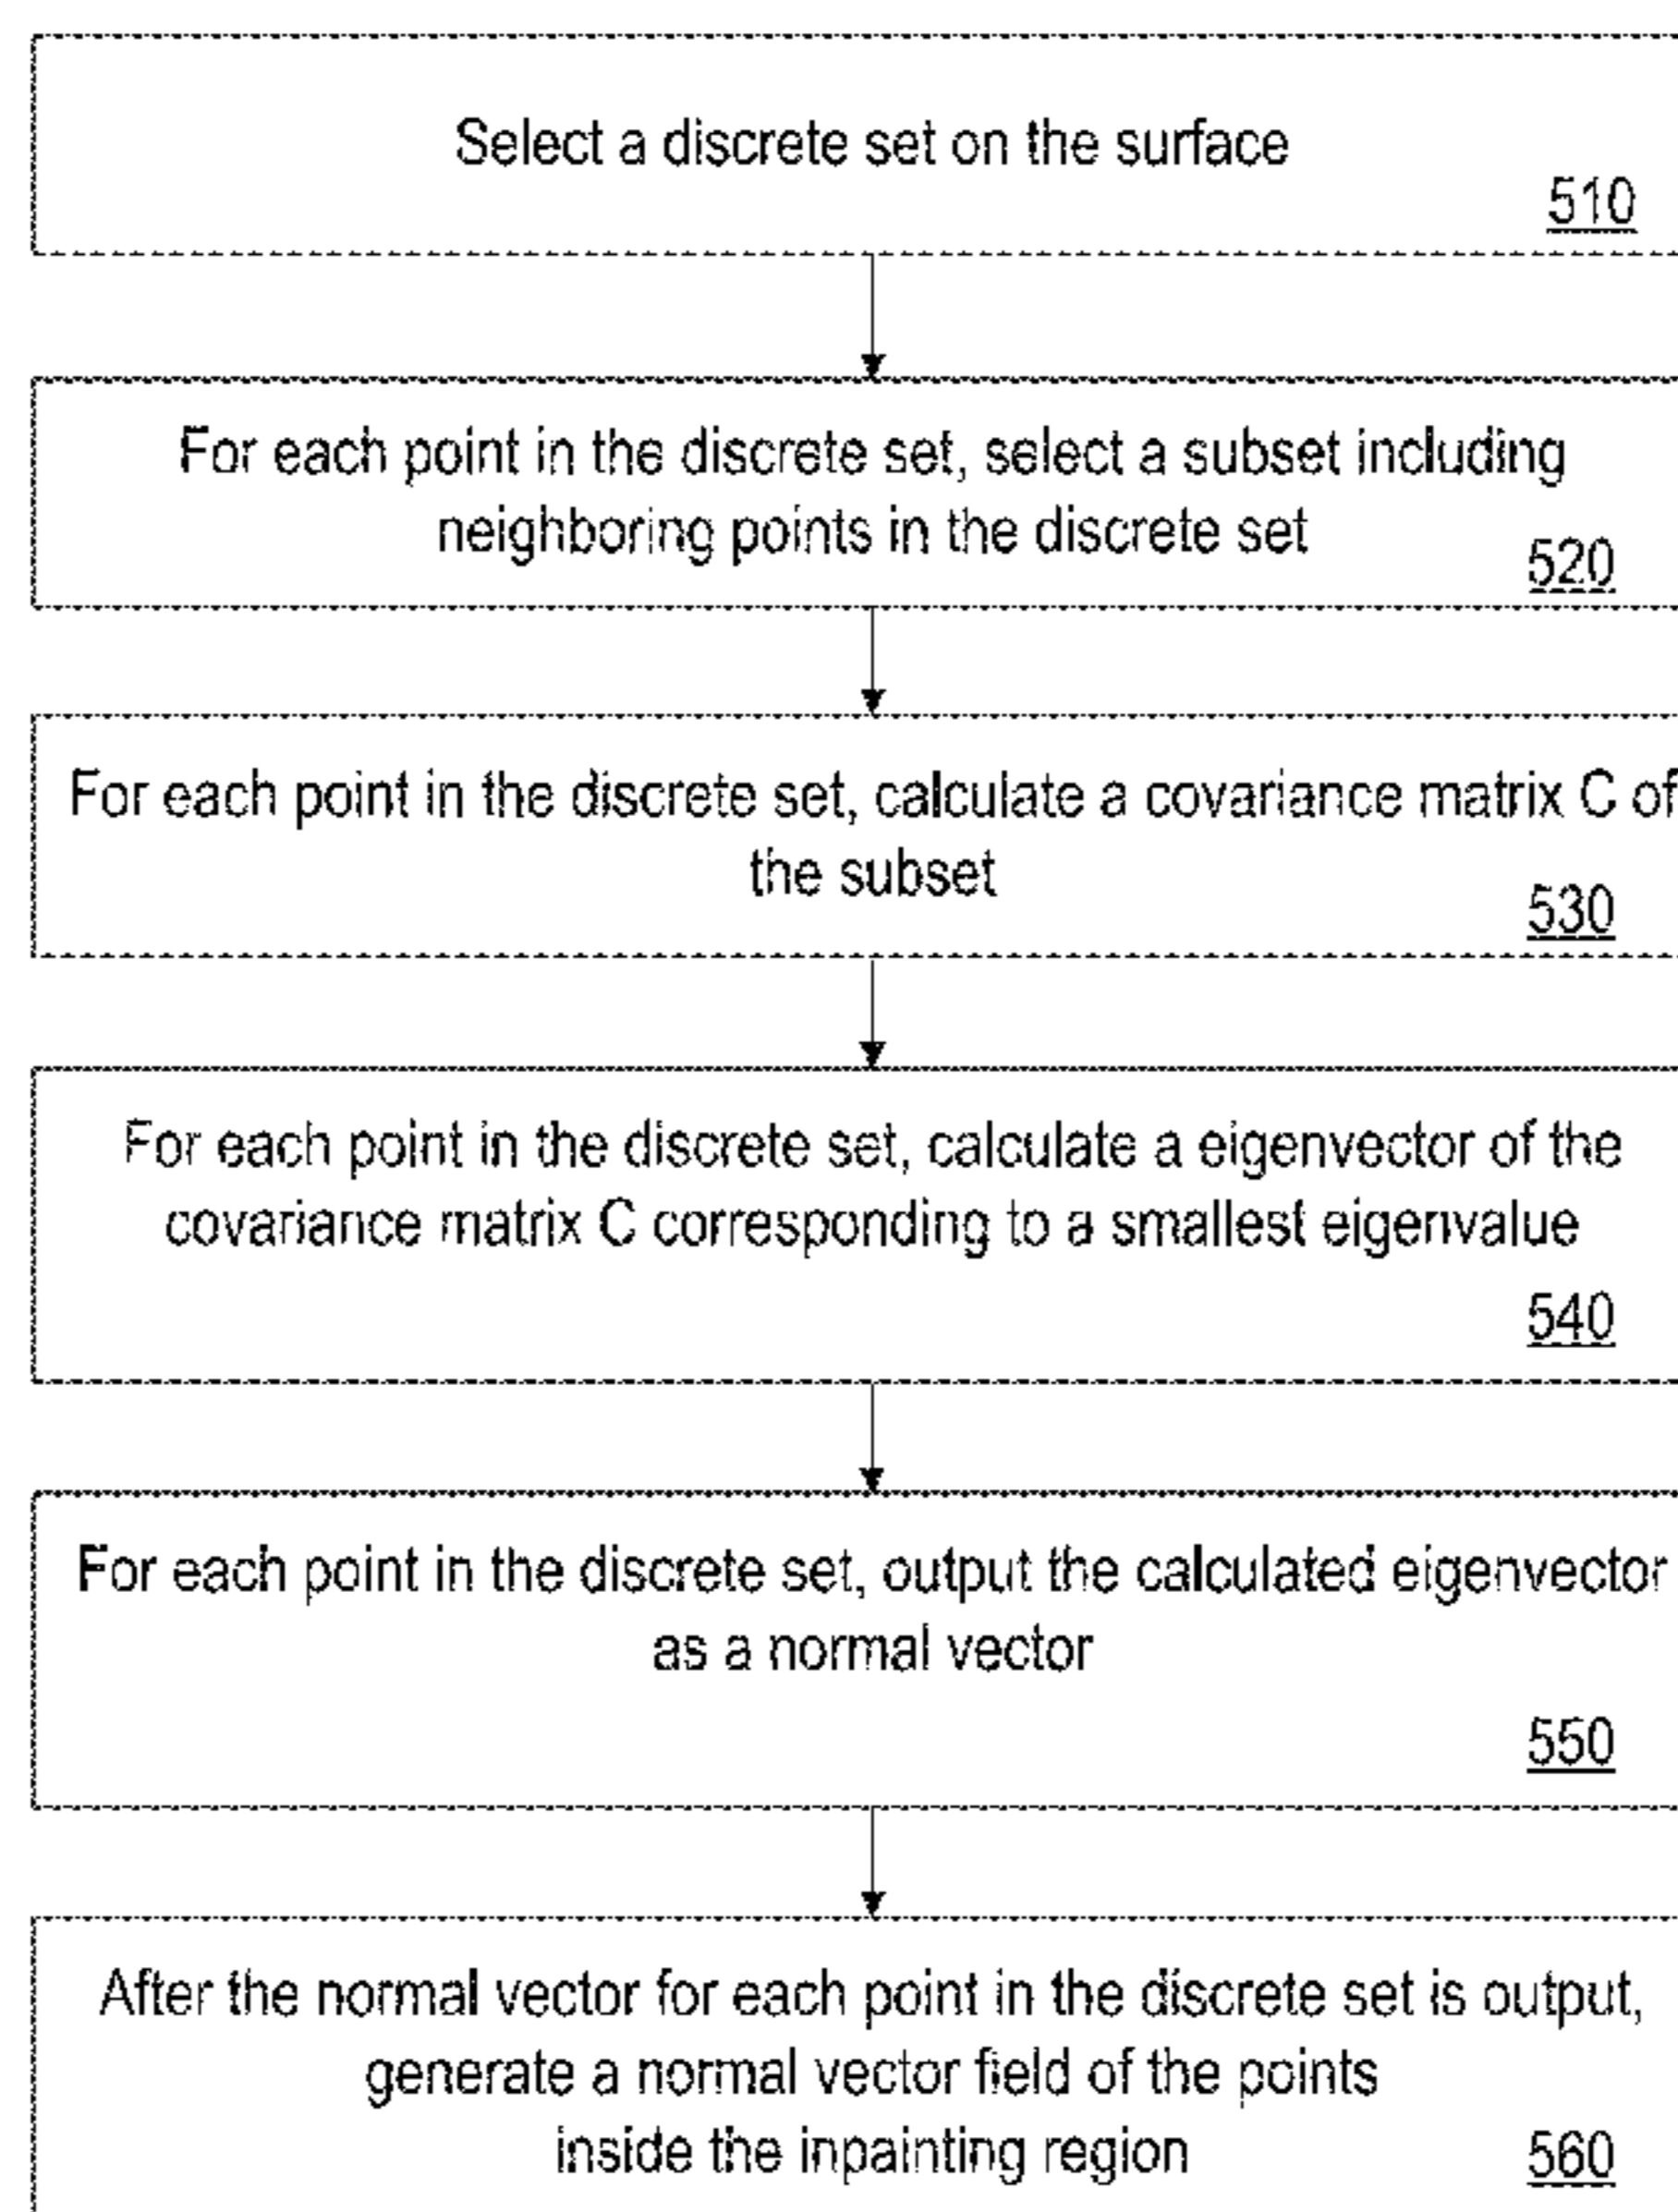 Select a discrete set on the surface
510
For each point in the discrete set, select a subset including
neighboring points in the discrete set
520
For each point in the discrete set, calculate a covariance matrix C of
the subset
530
For each point in the discrete set, calculate a eigenvector of the
covariance matrix C corresponding to a smallest eigenvalue
540
For each point in the discrete set, output the calculated eigenvector
as a normal vector
550
After the normal vector for each point in the discrete set is output,
generate a normal vector field of the points
inside the inpainting region
560